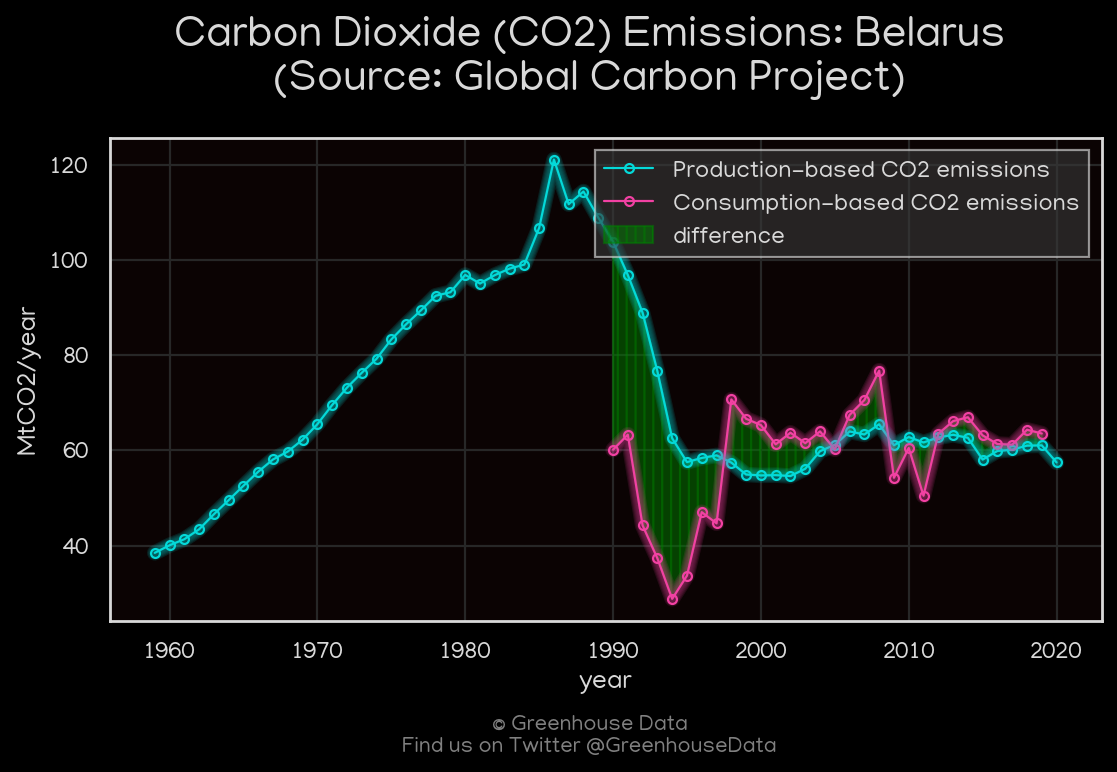 Carbon Dioxide (CO2) Emissions: Belarus
(Source: Global Carbon Project)
Production-based CO2 emissions
Consumption-based CO2 emissions
difference
MtCO2/year
120
100
80
60
40
1960
1970
1980
1990
2000
2010
2020
year
© Greenhouse Data
Find us on Twitter @GreenhouseData